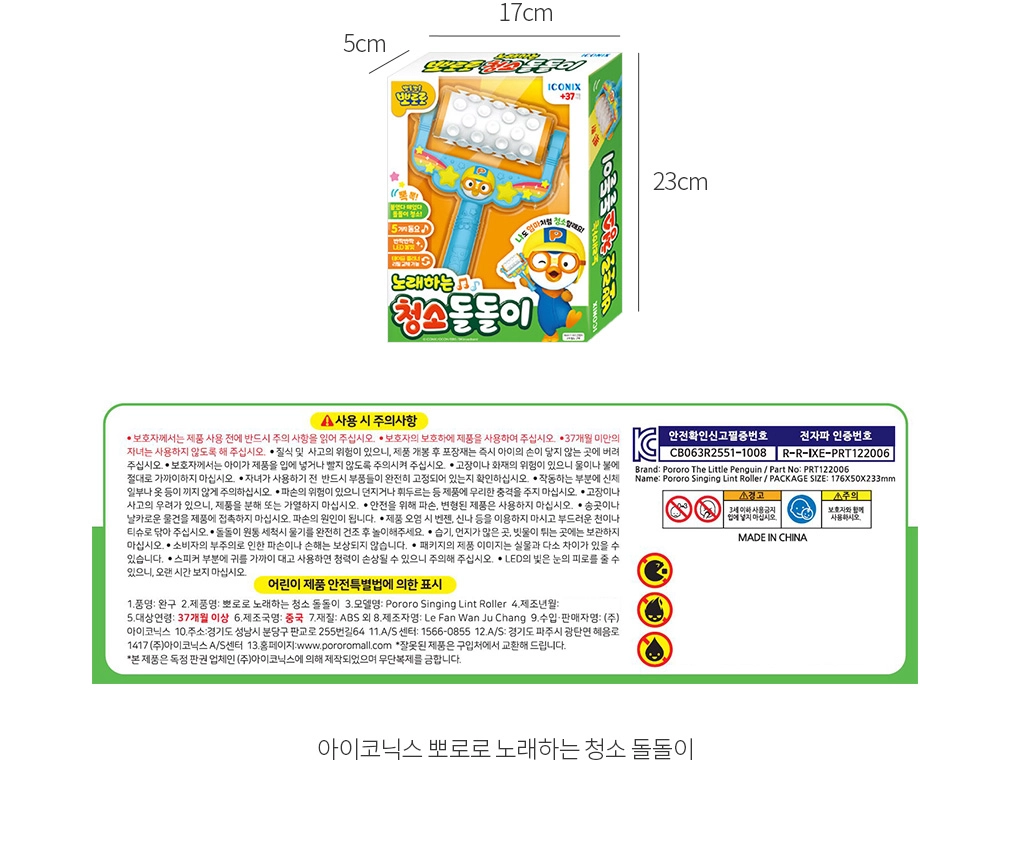 17cm
5cm
23cm
노래하는
뽀로로 청소 돌돌이
ICONIX
+37
뽀로로
톡 톡!
돌돌이 청소!
5가지 동요
반짝반짝
LED 불빛
나도 엄마처럼 청소할래요!
노래하는
청소 돌돌이
ICONIX
사용 시 주의사항
• 보호자께서는 제품 사용 전에 반드시 주의 사항을 읽어 주십시오. • 보호자의 보호하에 제품을 사용하여 주십시오. •37개월 미만의
자녀는 사용하지 않도록 해 주십시오. • 질식 및 사고의 위험이 있으니, 제품 개봉 후 포장재는 즉시 아이의 손이 닿지 않는 곳에 버려
주십시오. • 보호자께서는 아이가 제품을 입에 넣거나 빨지 않도록 주의시켜 주십시오. • 고장이나 화재의 위험이 있으니 물이나 불에
절대로 가까이하지 마십시오. • 자녀가 사용하기 전 반드시 부품들이 완전히 고정되어 있는지 확인하십시오. • 작동하는 부분에 신체
일부나 옷 등이 끼지 않게 주의하십시오. • 파손의 위험이 있으니 던지거나 휘두르는 등 제품에 무리한 충격을 주지 마십시오. • 고장이나
사고의 우려가 있으니, 제품을 분해 또는 가열하지 마십시오. • 안전을 위해 파손, 변형된 제품은 사용하지 마십시오. • 송곳이나
날카로운 물건을 제품에 접촉하지 마십시오. 파손의 원인이 됩니다. • 제품 오염 시 벤젠, 신나 등을 이용하지 마시고 부드러운 천이나
티슈로 닦아 주십시오. • 돌돌이 원통 세척시 물기를 완전히 건조 후 놀이해주세요. • 습기, 먼지가 많은 곳, 빗물이 튀는 곳에는 보관하지
마십시오. • 소비자의 부주의로 인한 파손이나 손해는 보상되지 않습니다. • 패키지의 제품 이미지는 실물과 다소 차이가 있을 수
있습니다. • 스피커 부분에 귀를 가까이 대고 사용하면 청력이 손상될 수 있으니 주의해 주십시오. • LED의 빛은 눈의 피로를 줄 수
있으니, 오랜 시간 보지 마십시오.
어린이 제품 안전특별법에 의한 표시
1.품명: 완구 2.제품명: 뽀로로 노래하는 청소 돌돌이 3.모델명: Pororo Singing Lint Roller 4.제조년월:
5.대상연령: 37개월 이상 6.제조국명: 중국 7.재질: ABS 외 8.제조자명: Le Fan Wan Ju Chang 9.수입·판매자명: (주)
아이코닉스 10.주소:경기도 성남시 분당구 판교로 255번길64 11.A/S 센터: 1566-0855 12.A/S: 경기도 파주시 광탄면 혜음로
1417 (주)아이코닉스 A/S센터 13.홈페이지:www.pororomall.com *잘못된 제품은 구입처에서 교환해 드립니다.
*본 제품은 독점 판권 업체인 (주)아이코닉스에 의해 제작되었으며 무단복제를 금합니다.
안전확인신고필증번호 전자파 인증번호
CB063R2551-1008 R-R-IXE-PRT122006
Brand: Pororo The Little Penguin / Part No: PRT122006
Name: Pororo Singing Lint Roller / PACKAGE SIZE: 176X50X233mm
경고
3세 이하 사용금지
입에 넣지 마십시오.
주의
보호자와 함께
사용하시오.
MADE IN CHINA
아이코닉스 뽀로로 노래하는 청소 돌돌이